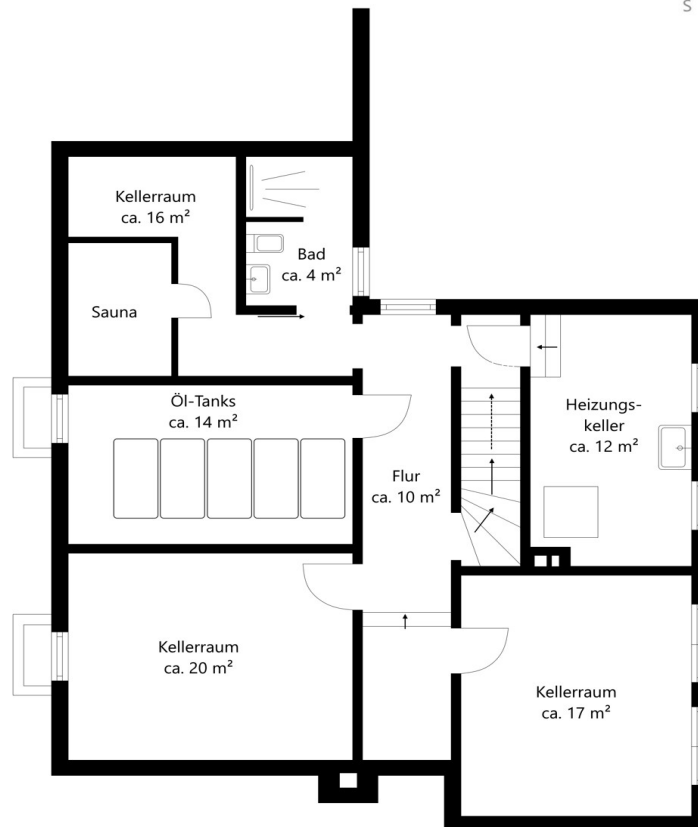 S
Kellerraum
ca. 16 m²
Bad
ca. 4 m²
Sauna
Öl-Tanks
ca. 14 m²
Heizungs-
keller
ca. 12 m²
Flur
ca. 10 m²
Kellerraum
ca. 20 m²
Kellerraum
ca. 17 m²